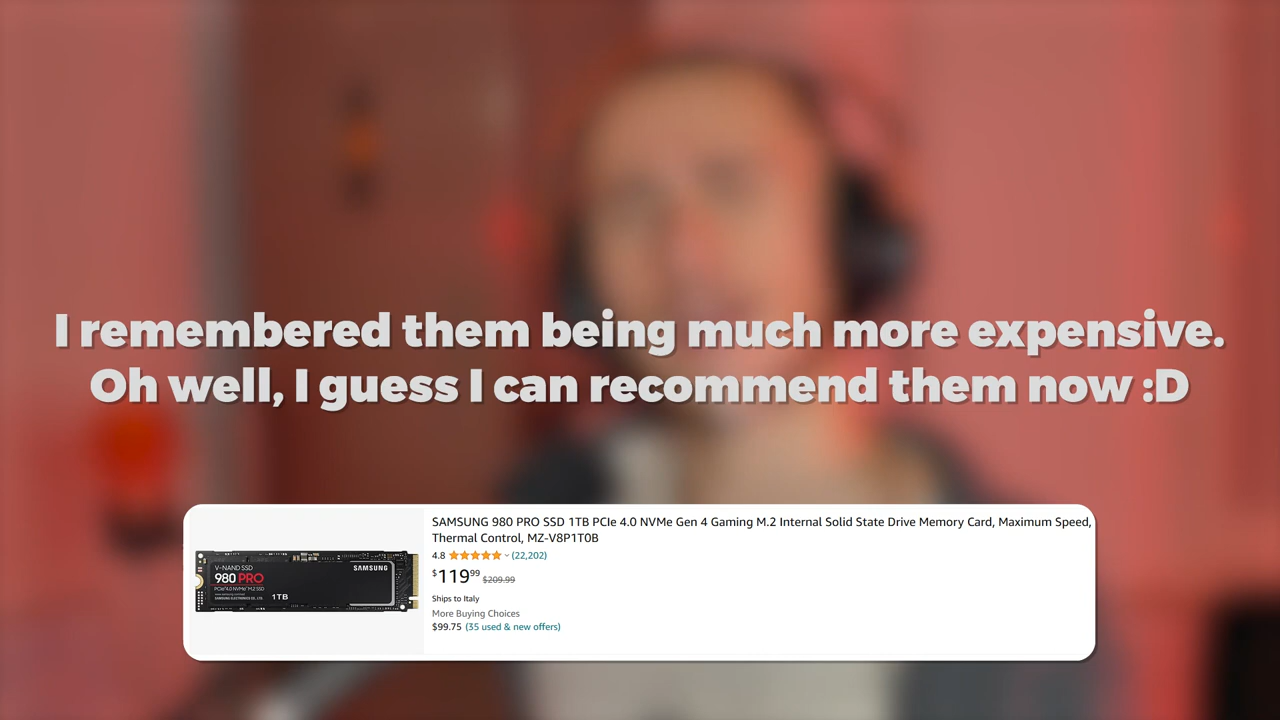 I remembered them being much more expensive.
Oh well, I guess I can recommend them now :D
SAMSUNG 980 PRO SSD 1TB PCIe 4.0 NVMe Gen 4 Gaming M.2 Internal Solid State Drive Memory Card, Maximum Speed,
Thermal Control, MZ-V8P1T0B
4.8 (22,202)
$119.99 $209.99
Ships to Italy
More Buying Choices
$99.75 (35 used & new offers)
V-NAND SSD
SAMSUNG
980 PRO
PCIe 4.0 NVMe M.2 SSD
1TB